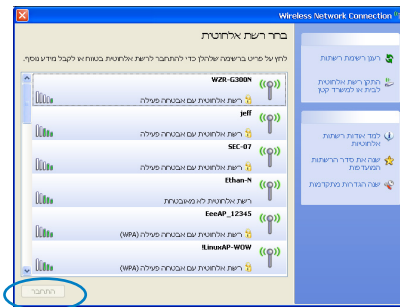 Wireless Network Connection
בחר רשת אלחוטית
לחץ על פריט ברשימה שלהלן כדי להתחבר לרשת אלחוטית בטווח או לקבל מידע נוסף.
WZR-G300N
רשת אלחוטית עם אבטחה פעילה
jeff
רשת אלחוטית עם אבטחה פעילה
SEC-07
רשת אלחוטית עם אבטחה פעילה
Ethan-N
רשת אלחוטית לא מאובטחת
EeeAP_12345
רשת אלחוטית עם אבטחה פעילה (WPA)
!LinuxAP-WOW
רשת אלחוטית עם אבטחה פעילה (WPA)
התחבר
רענן רשימת רשתות
התקן רשת אלחוטית
לבית או למשרד קטן
למד אודות רשתות
אלחוטיות
שנה את סדר הרשתות
המועדפות
שנה הגדרות מתקדמות